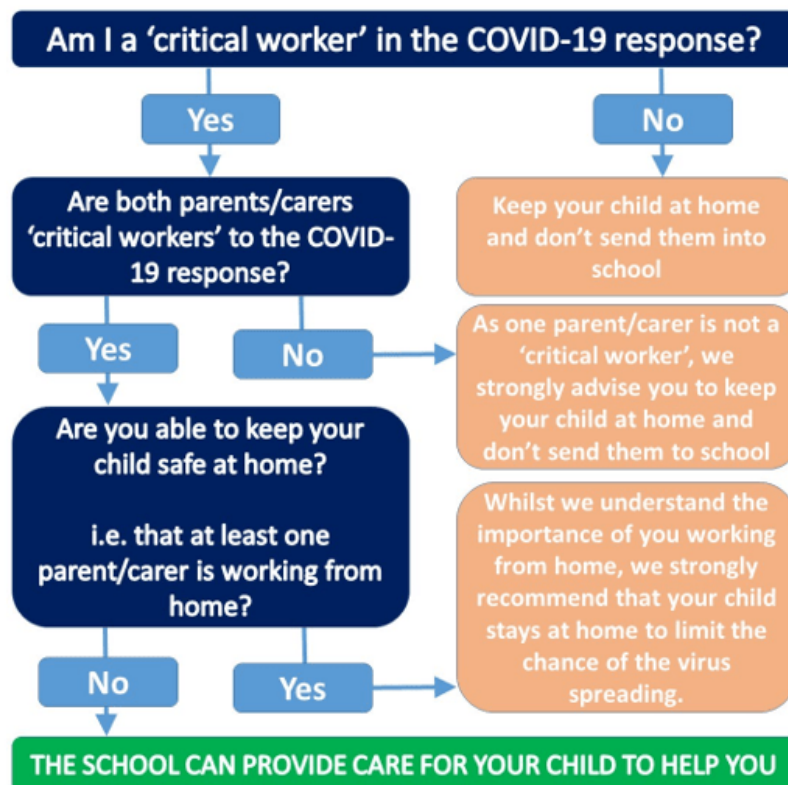 Am I a ‘critical worker’ in the COVID-19 response?
Yes
No
Are both parents/carers
‘critical workers’ to the COVID-
19 response?
Keep your child at home
and don’t send them into
school
Yes
No
As one parent/carer is not a
‘critical worker’, we
strongly advise you to keep
your child at home and
don’t send them to school
Are you able to keep your
child safe at home?
i.e. that at least one
parent/carer is working from
home?
Whilst we understand the
importance of you working
from home, we strongly
recommend that your child
stays at home to limit the
chance of the virus
spreading.
No
Yes
THE SCHOOL CAN PROVIDE CARE FOR YOUR CHILD TO HELP YOU